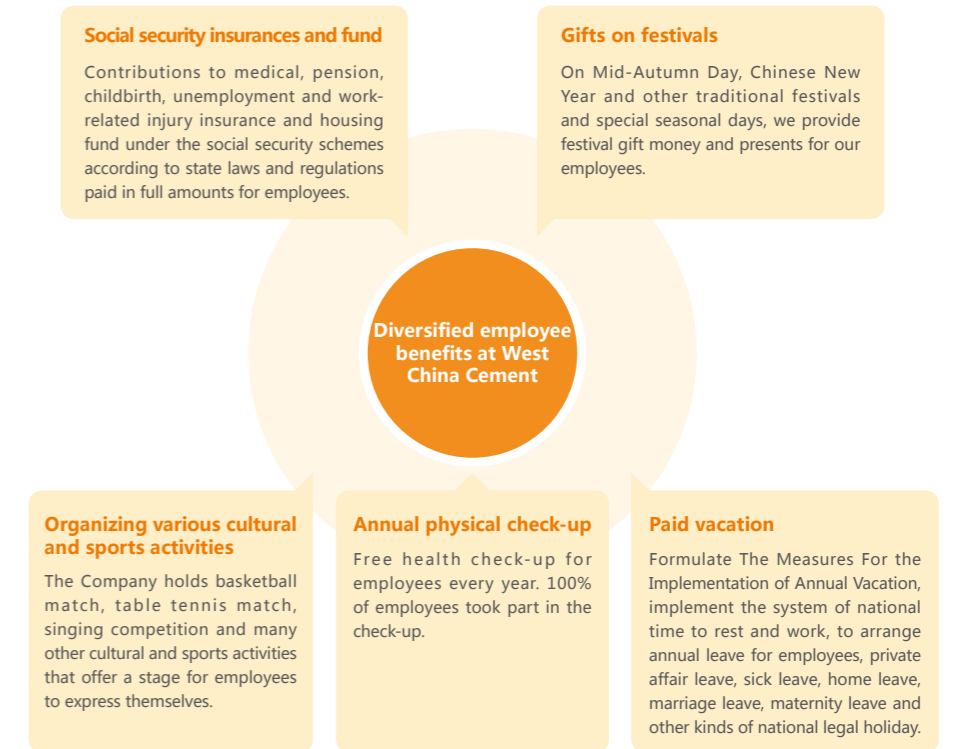 Social security insurances and fund
Contributions to medical, pension,
childbirth, unemployment and work-
related injury insurance and housing
fund under the social security schemes
according to state laws and regulations
paid in full amounts for employees.
Gifts on festivals
On Mid-Autumn Day, Chinese New
Year and other traditional festivals
and special seasonal days, we provide
festival gift money and presents for our
employees.
Diversified employee
benefits at West
China Cement
Organizing various cultural
and sports activities
The Company holds basketball
match, table tennis match,
singing competition and many
other cultural and sports activities
that offer a stage for employees
to express themselves.
Annual physical check-up
Free health check-up for
employees every year. 100%
of employees took part in the
check-up.
Paid vacation
Formulate The Measures For the
Implementation of Annual Vacation,
implement the system of national
time to rest and work, to arrange
annual leave for employees, private
affair leave, sick leave, home leave,
marriage leave, maternity leave and
other kinds of national legal holiday.